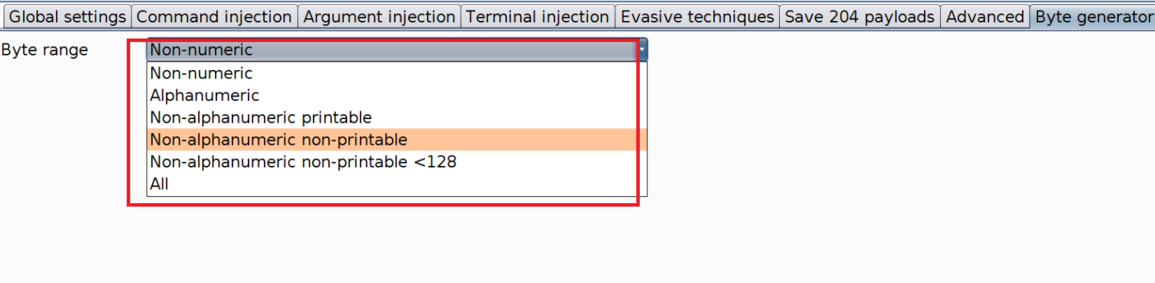 Global settings Command injection Argument injection Terminal injection Evasive techniques Save 204 payloads Advanced Byte generator
Byte range Non-numeric
Non-numeric
Alphanumeric
Non-alphanumeric printable
Non-alphanumeric non-printable
Non-alphanumeric non-printable <128
All